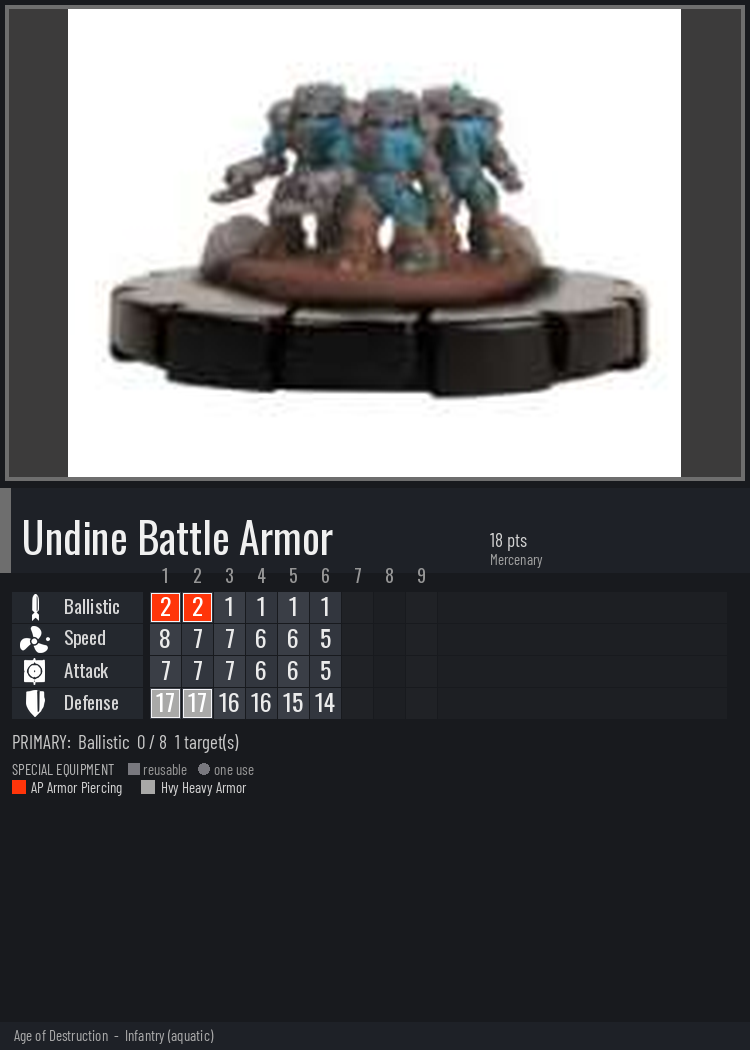 Undine Battle Armor
18 pts
Mercenary
1 2 3 4 5 6 7 8 9
Ballistic 2 2 1 1 1 1
Speed 8 7 7 6 6 5
Attack 7 7 7 6 6 5
Defense 17 17 16 16 15 14
PRIMARY: Ballistic 0 / 8 1 target(s)
SPECIAL EQUIPMENT reusable one use
AP Armor Piercing Hvy Heavy Armor
Age of Destruction - Infantry (aquatic)